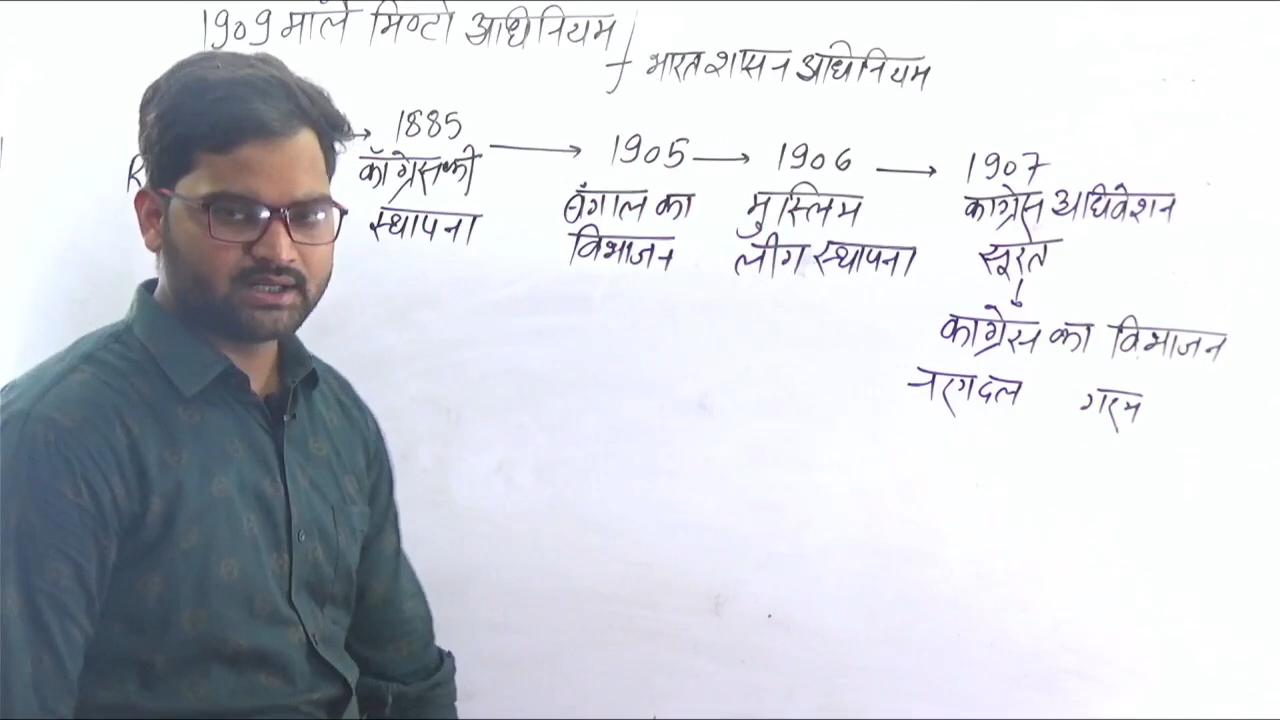 1909 मार्ले मिण्टो अधिनियम /
भारत शासन अधिनियम
R → 1885 → 1905 → 1906 → 1907
काँग्रेस की
स्थापना
बंगाल का
विभाजन
मुस्लिम
लीग स्थापना
काग्रेस अधिवेशन
सूरत
↓
काग्रेस का विभाजन
नरमदल गरम